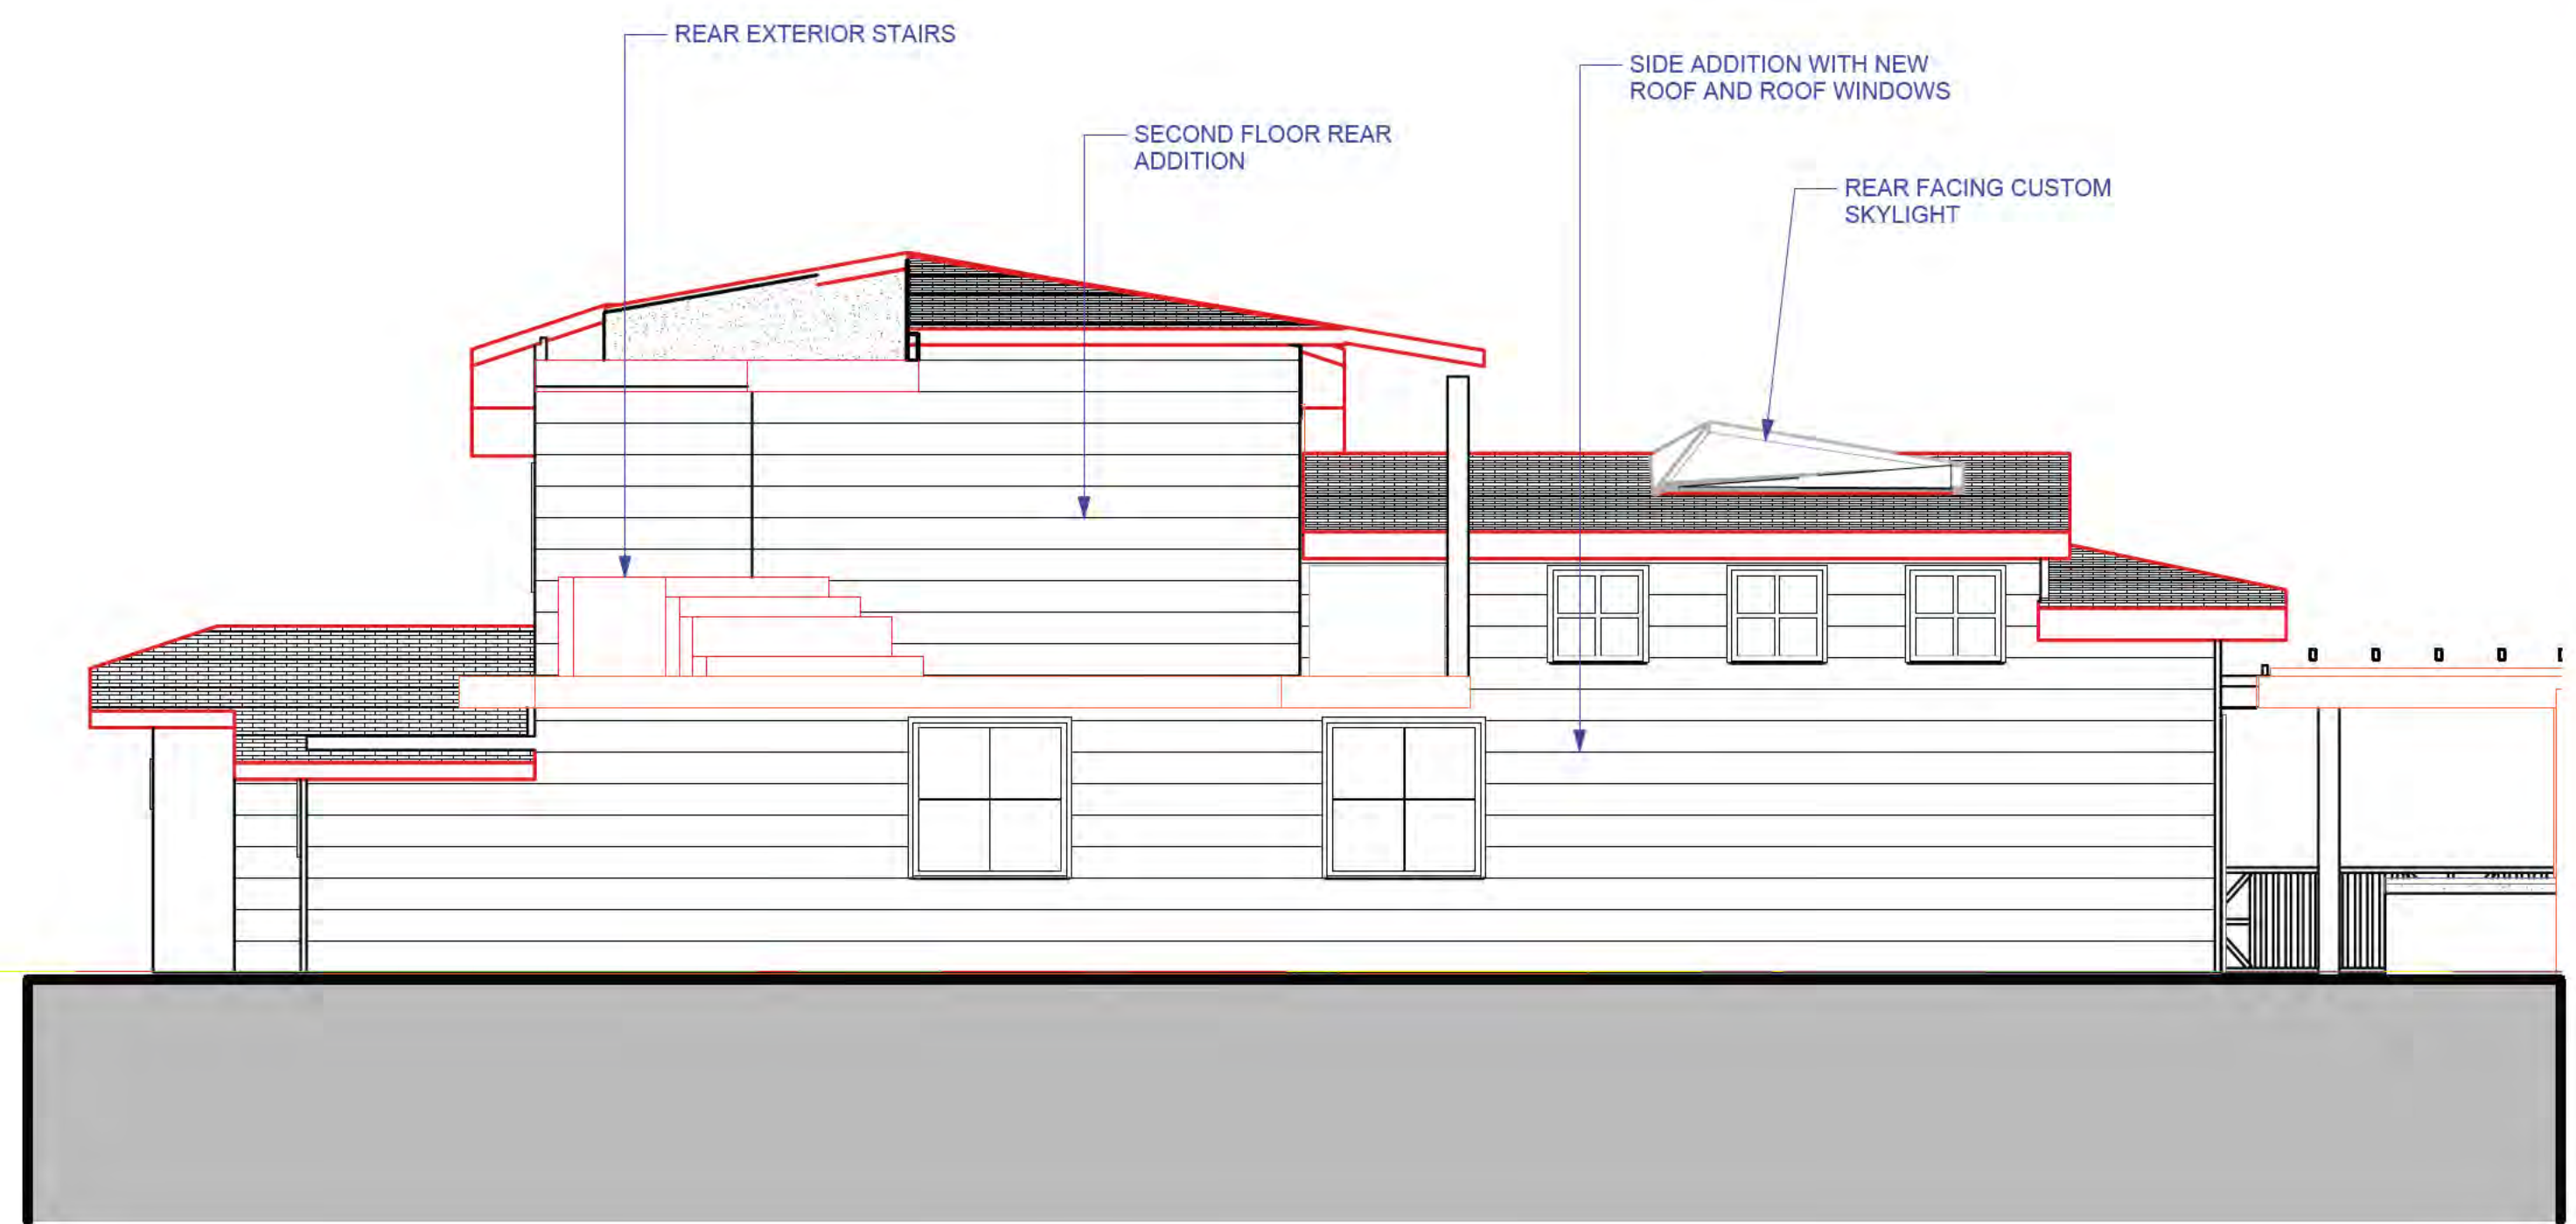 REAR EXTERIOR STAIRS
SIDE ADDITION WITH NEW
ROOF AND ROOF WINDOWS
SECOND FLOOR REAR
ADDITION
REAR FACING CUSTOM
SKYLIGHT